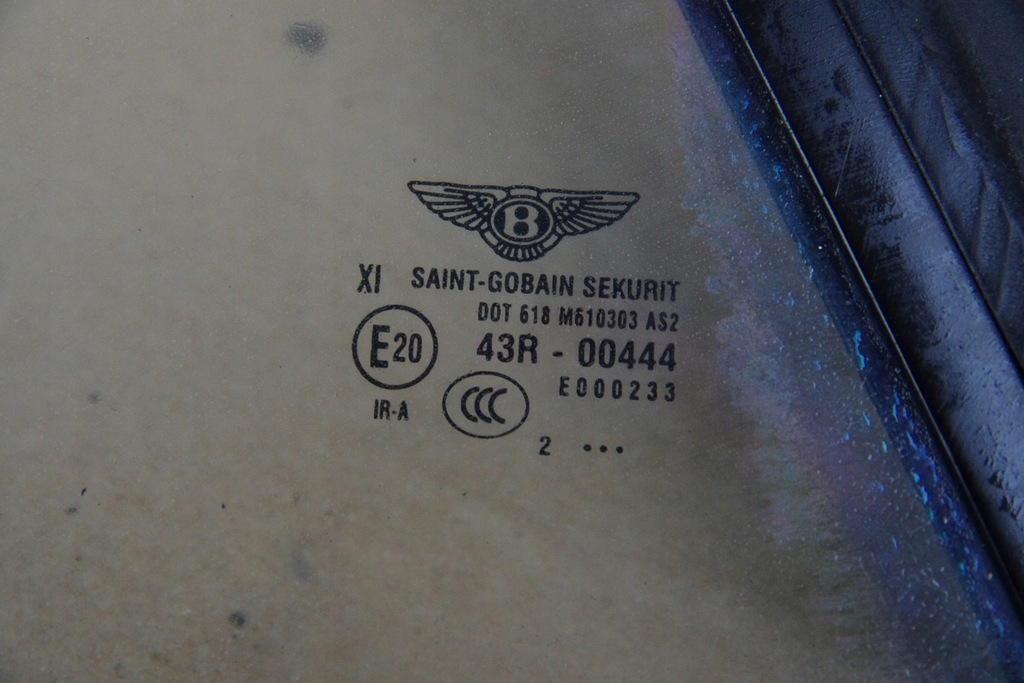 B
XI SAINT-GOBAIN SEKURIT
DOT 618 M610303 AS2
E20 43R - 00444
E000233
IR-A CCC
2 •••